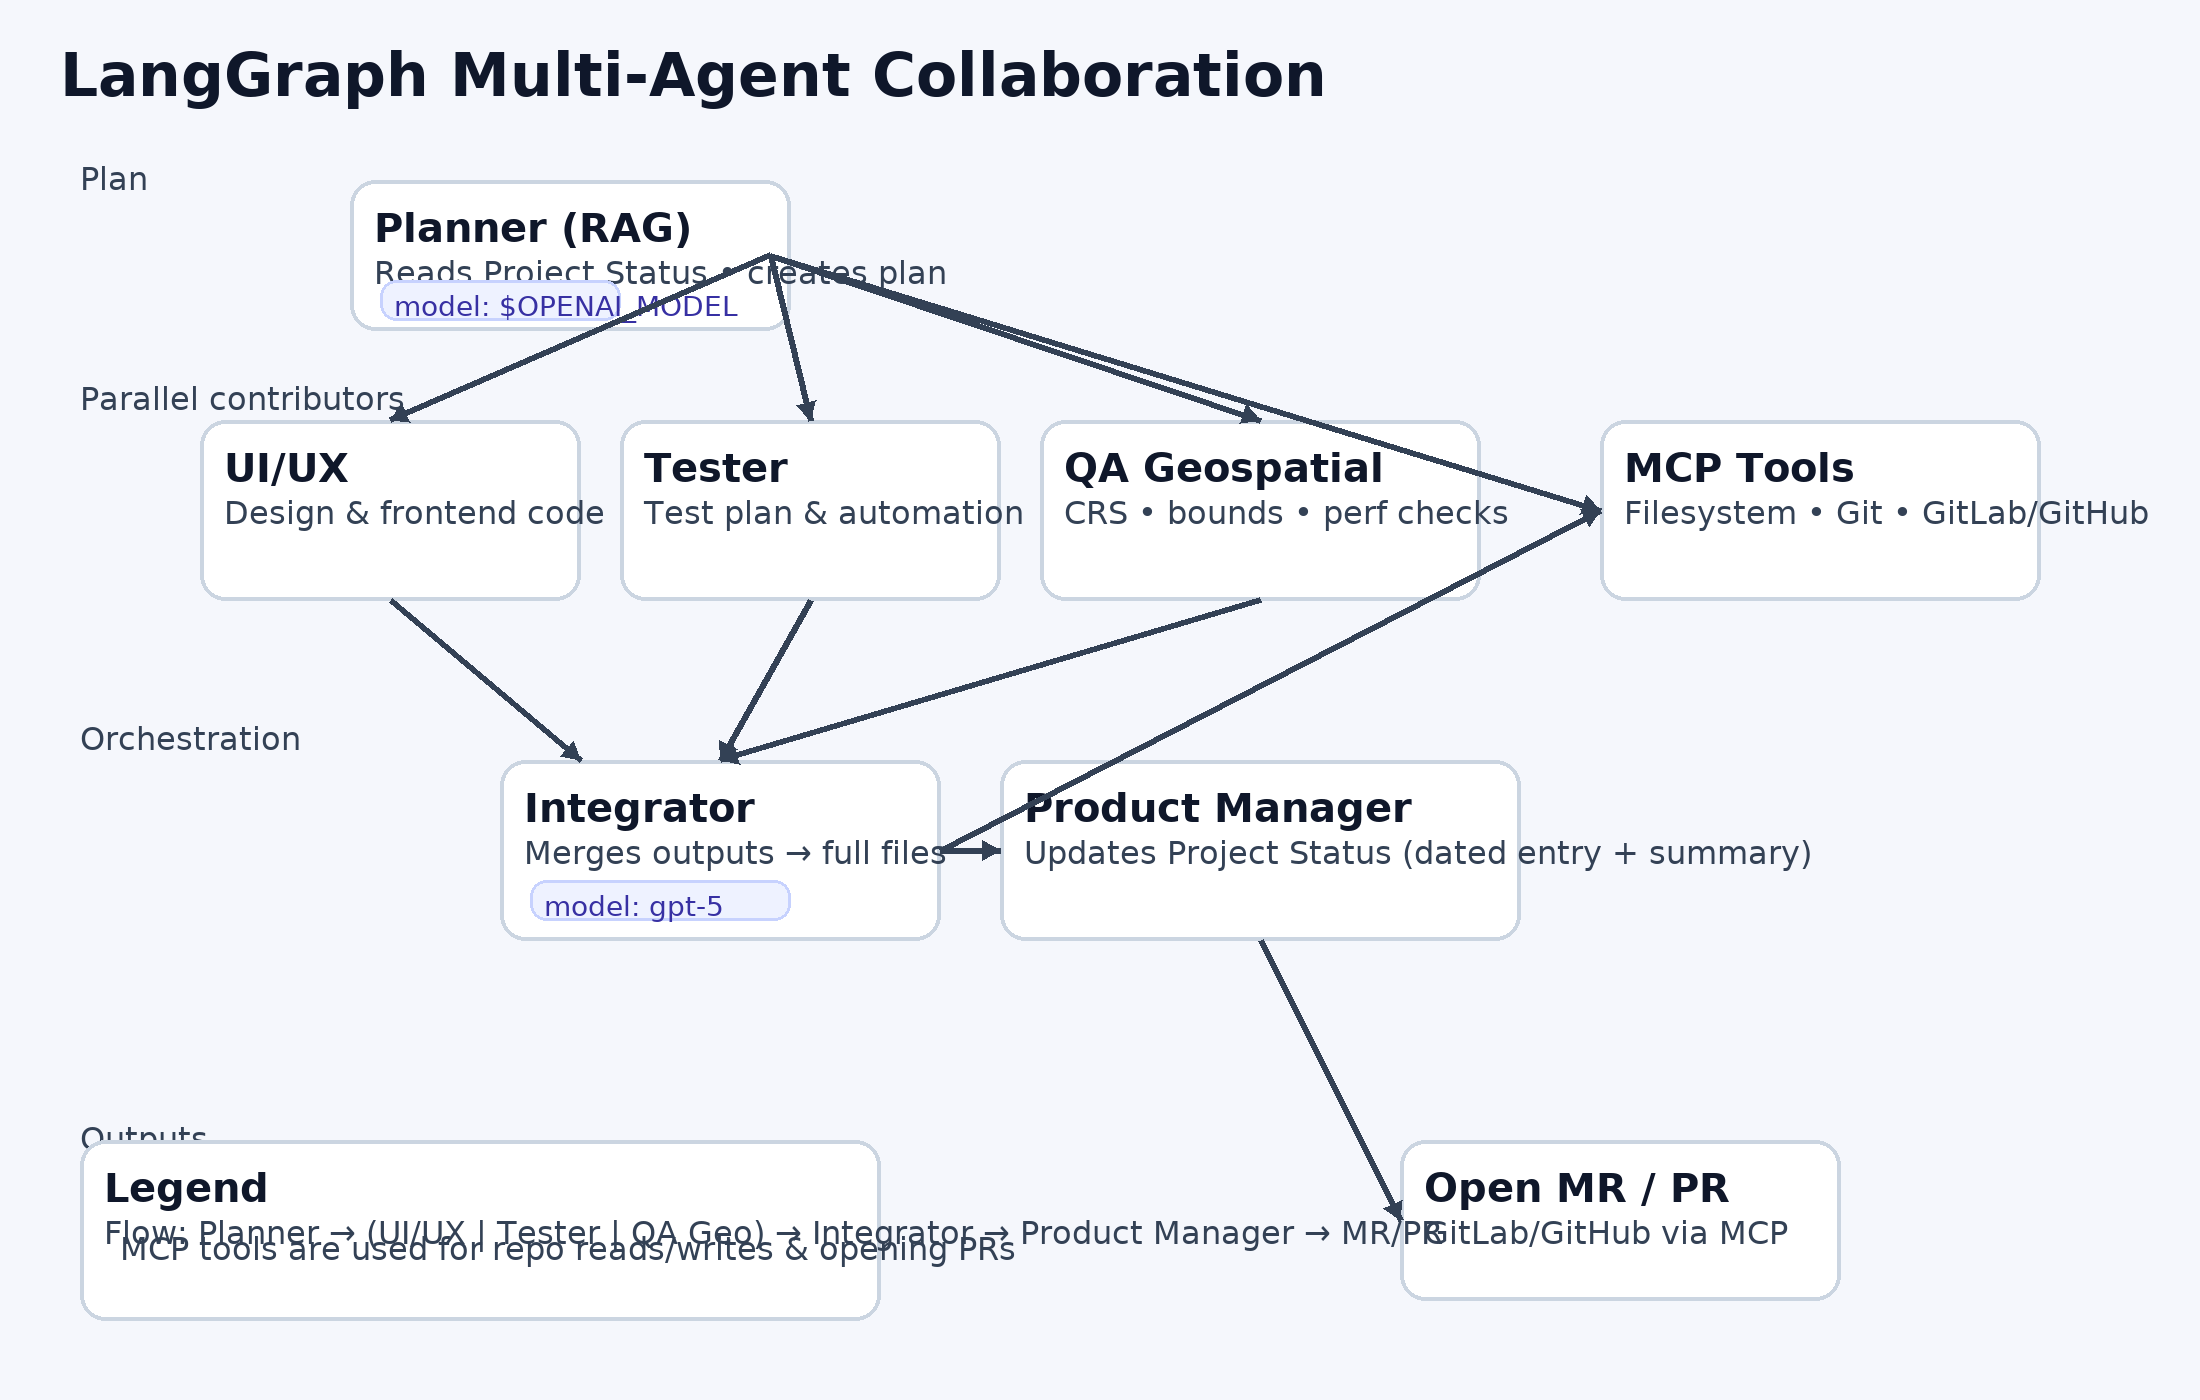 LangGraph Multi-Agent Collaboration
Plan
Planner (RAG)
Reads Project Status • creates plan
model: $OPENAI_MODEL
Parallel contributors
UI/UX
Design & frontend code
Tester
Test plan & automation
QA Geospatial
CRS • bounds • perf checks
MCP Tools
Filesystem • Git • GitLab/GitHub
Orchestration
Integrator
Merges outputs → full files
model: gpt-5
Product Manager
Updates Project Status (dated entry + summary)
Outputs
Legend
Flow: Planner → (UI/UX | Tester | QA Geo) → Integrator → Product Manager → MR/PR
MCP tools are used for repo reads/writes & opening PRs
Open MR / PR
GitLab/GitHub via MCP